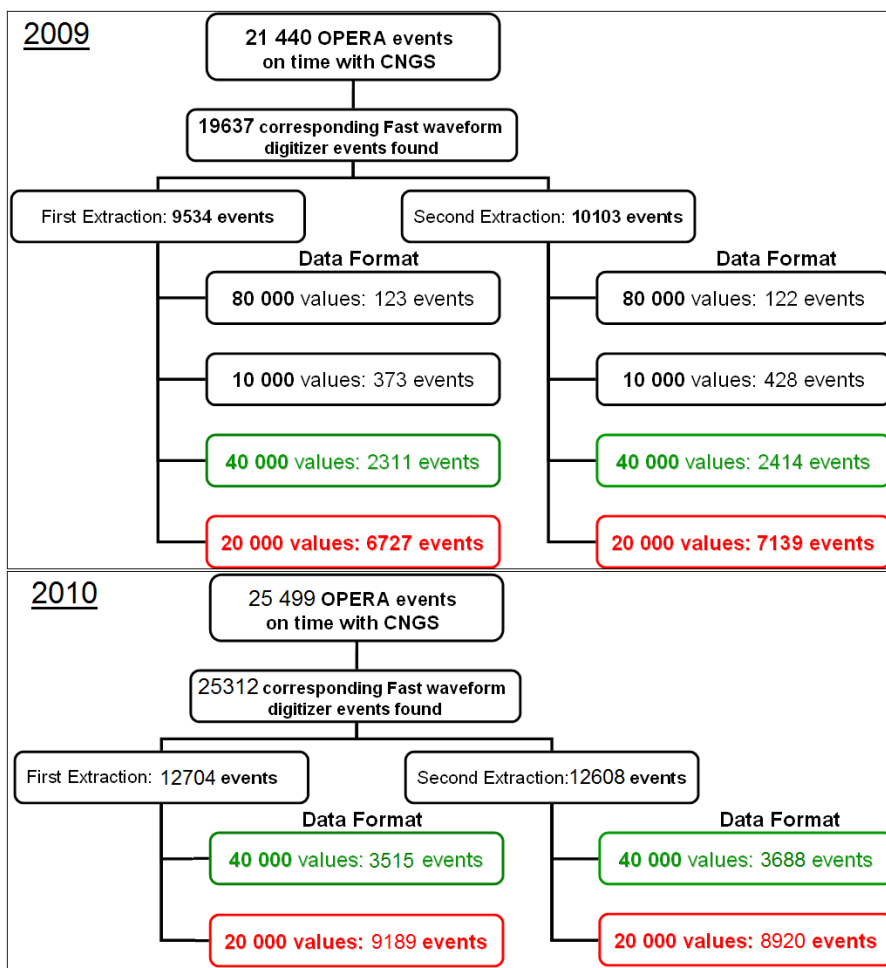 2009
21 440 OPERA events
on time with CNGS
19637 corresponding Fast waveform
digitizer events found
First Extraction: 9534 events
Second Extraction: 10103 events
Data Format
Data Format
80 000 values: 123 events
80 000 values: 122 events
10 000 values: 373 events
10 000 values: 428 events
40 000 values: 2311 events
40 000 values: 2414 events
20 000 values: 6727 events
20 000 values: 7139 events
2010
25 499 OPERA events
on time with CNGS
25312 corresponding Fast waveform
digitizer events found
First Extraction: 12704 events
Second Extraction:12608 events
Data Format
Data Format
40 000 values: 3515 events
40 000 values: 3688 events
20 000 values: 9189 events
20 000 values: 8920 events